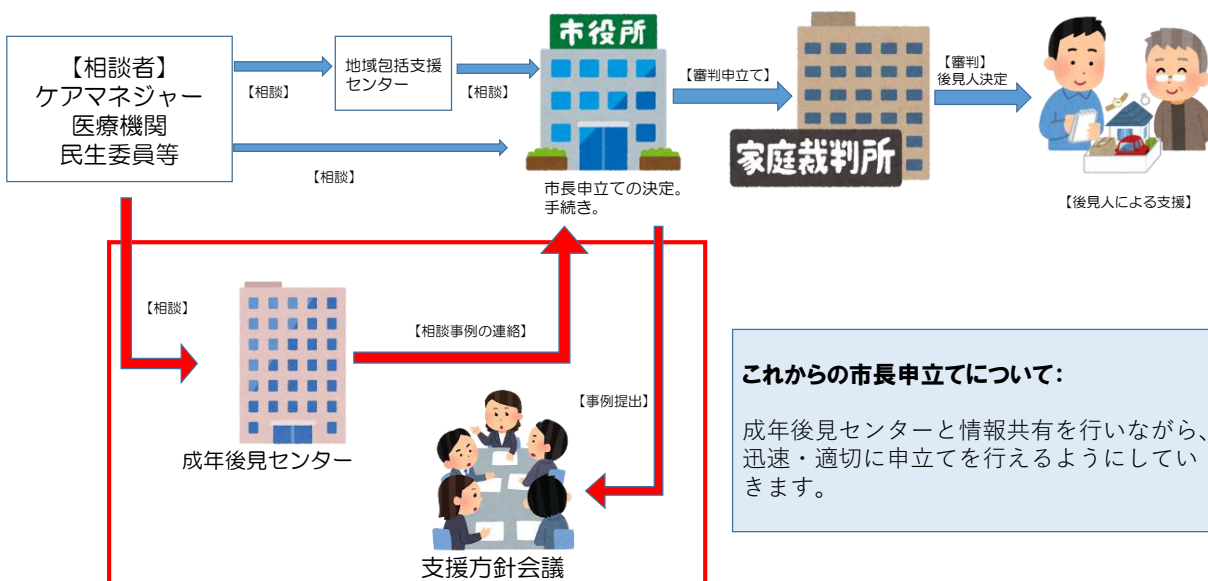 【相談者】
ケアマネジャー
医療機関
民生委員等
【相談】
地域包括支援
センター
【相談】
【相談】
市役所
市長申立ての決定。
手続き。
【審判申立て】
家庭裁判所
【審判】
後見人決定
【後見人による支援】
【相談】
成年後見センター
【相談事例の連絡】
【事例提出】
支援方針会議
これからの市長申立てについて：
成年後見センターと情報共有を行いながら、
迅速・適切に申立てを行えるようにしてい
きます。